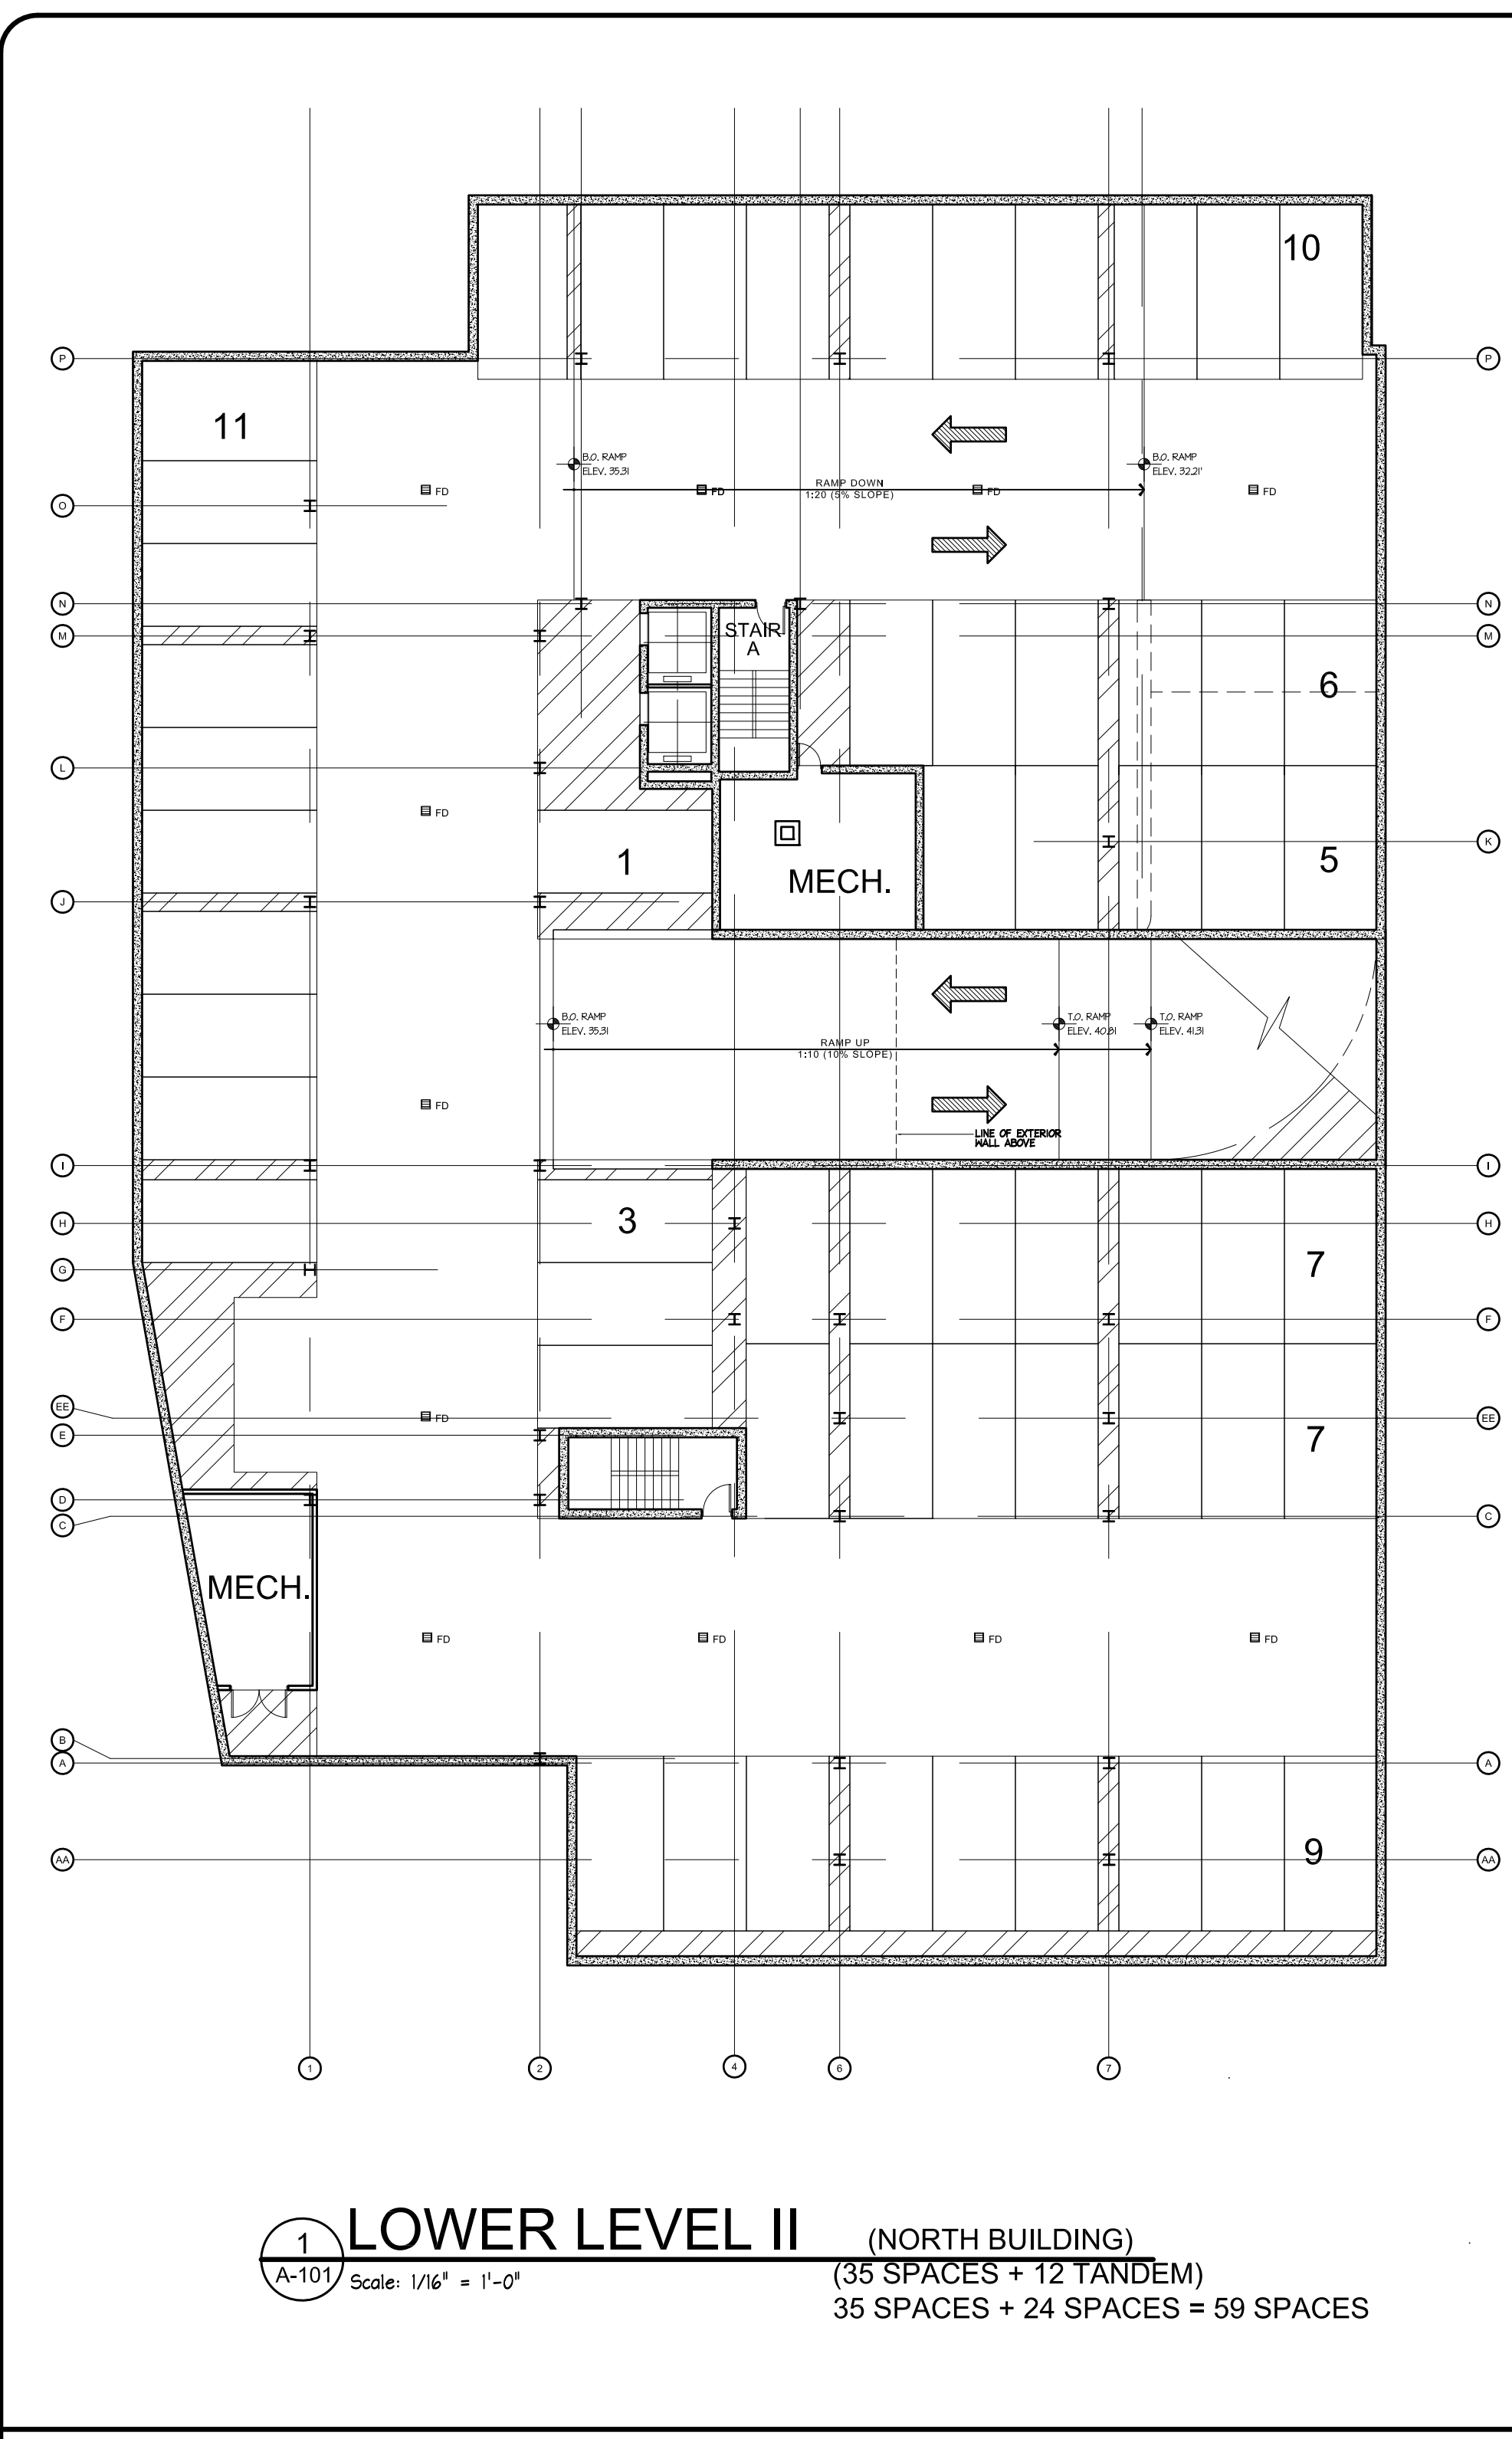 10
P
P
11
B.O. RAMP
ELEV. 35.31
B.O. RAMP
ELEV. 32.21'
RAMP DOWN
1:20 (5% SLOPE)
FD
FD
FD
FD
O
N
N
M
M
STAIR
A
6
L
FD
1
MECH.
5
K
J
B.O. RAMP
ELEV. 35.31
T.O. RAMP
ELEV. 40.81
T.O. RAMP
ELEV. 41.31
RAMP UP
1:10 (10% SLOPE)
FD
LINE OF EXTERIOR
WALL ABOVE
I
I
H
H
3
7
G
F
F
EE
EE
FD
E
7
D
C
C
MECH.
FD
FD
FD
FD
B
A
A
9
AA
AA
1
2
4
6
7
1
A-101
LOWER LEVEL II
Scale: 1/16" = 1'-0"
(NORTH BUILDING)
(35 SPACES + 12 TANDEM)
35 SPACES + 24 SPACES = 59 SPACES